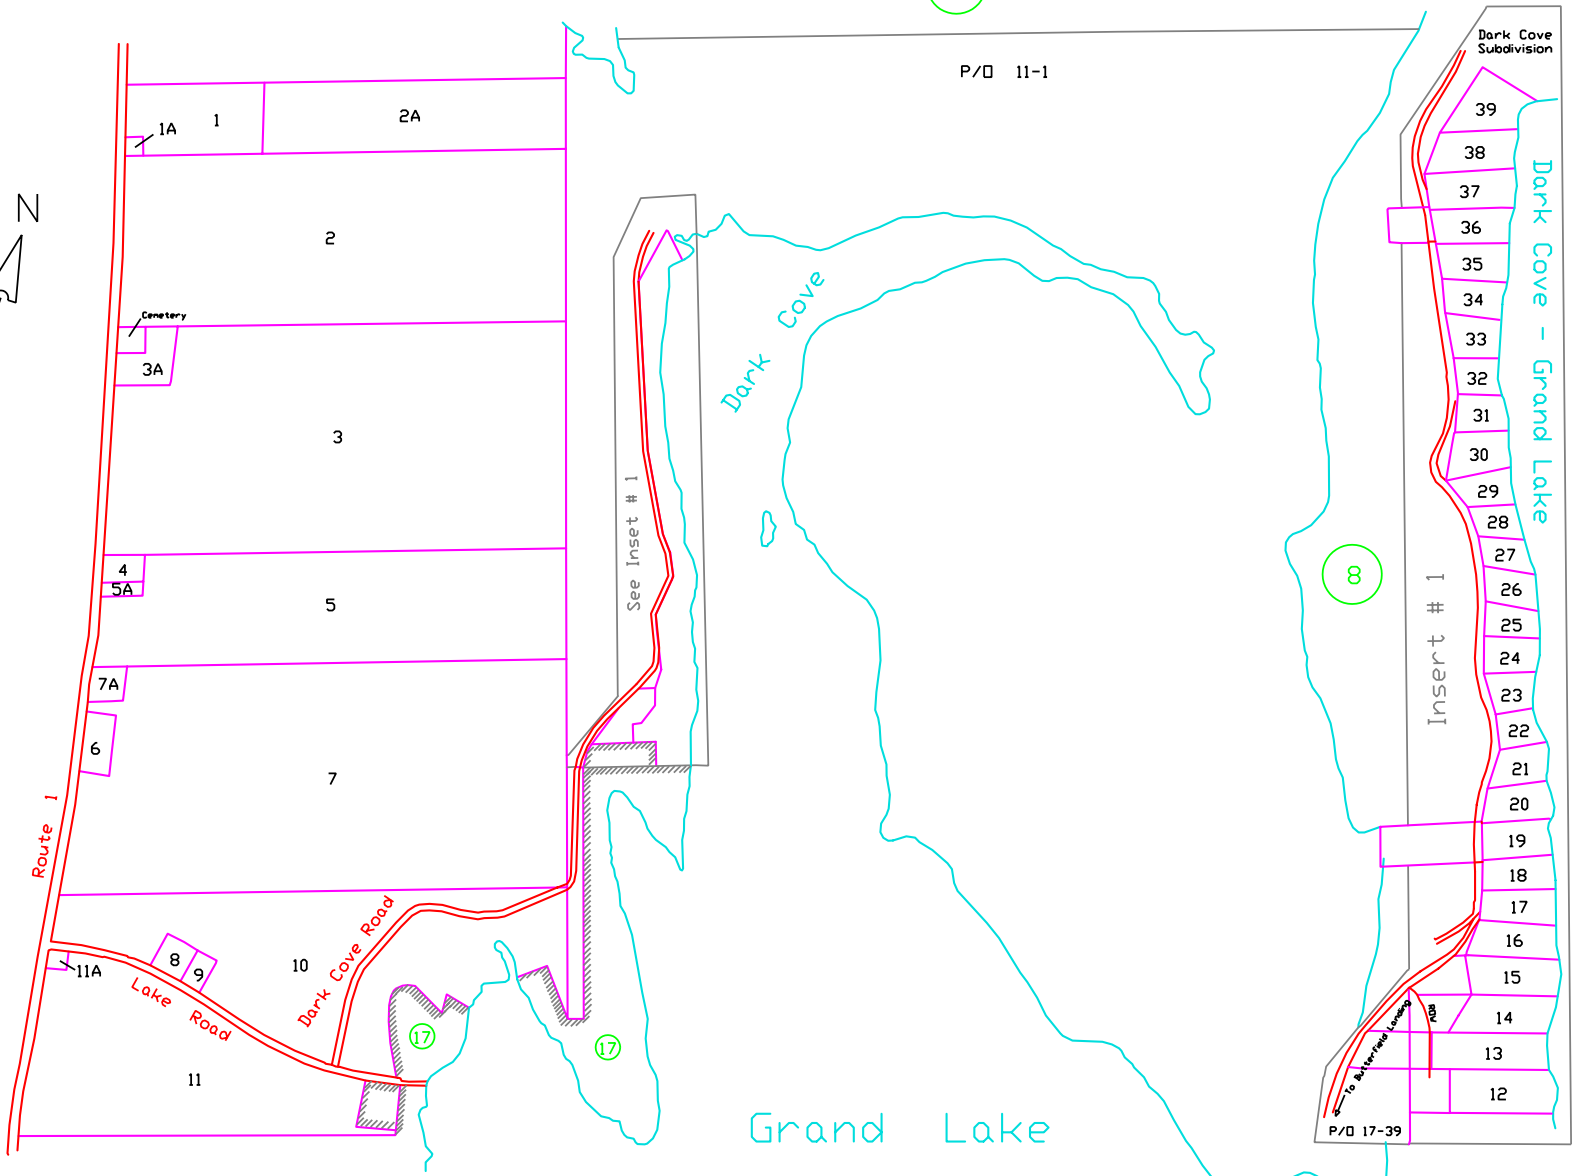 P/O 11-1
Dark Cove
Subdivision
1
1A
2A
N
2
Cemetery
3A
3
4
5A
5
7A
6
7
Route 1
8
9
10
11A
11
Lake Road
Dark Cove Road
17
17
See Inset # 1
Dark Cove
Grand Lake
8
Insert # 1
39
38
37
36
35
34
33
32
31
30
29
28
27
26
25
24
23
22
21
20
19
18
17
16
15
14
13
12
Dark Cove - Grand Lake
ROW
To Butterfield Landing
P/O 17-39